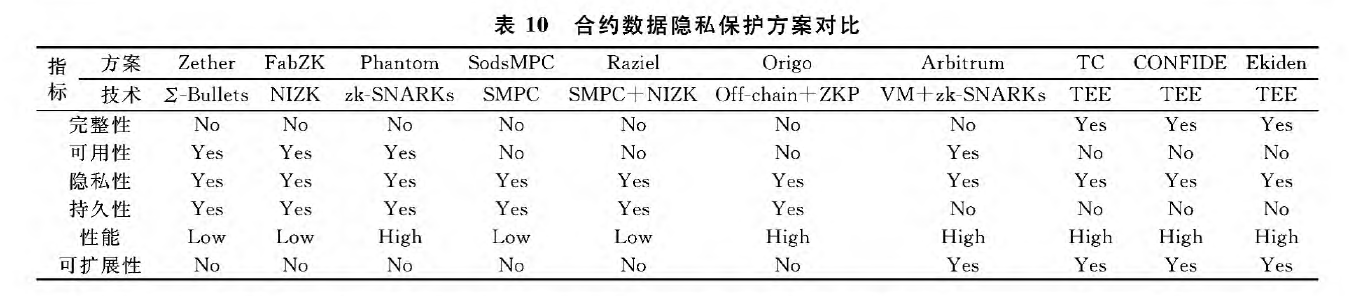 表 10 合约数据隐私保护方案对比
指标 方案 Zether FabZK Phantom SodsMPC Raziel Origo Arbitrum TC CONFIDE Ekiden
技术 Σ-Bullets NIZK zk-SNARKs SMPC SMPC+NIZK Off-chain+ZKP VM+zk-SNARKs TEE TEE TEE
完整性 No No No No No No No Yes Yes Yes
可用性 Yes Yes Yes No No No Yes No No No
隐私性 Yes Yes Yes Yes Yes Yes Yes Yes Yes Yes
持久性 Yes Yes Yes Yes Yes Yes No No No No
性能 Low Low High Low Low High High High High High
可扩展性 No No No No No No Yes Yes Yes Yes